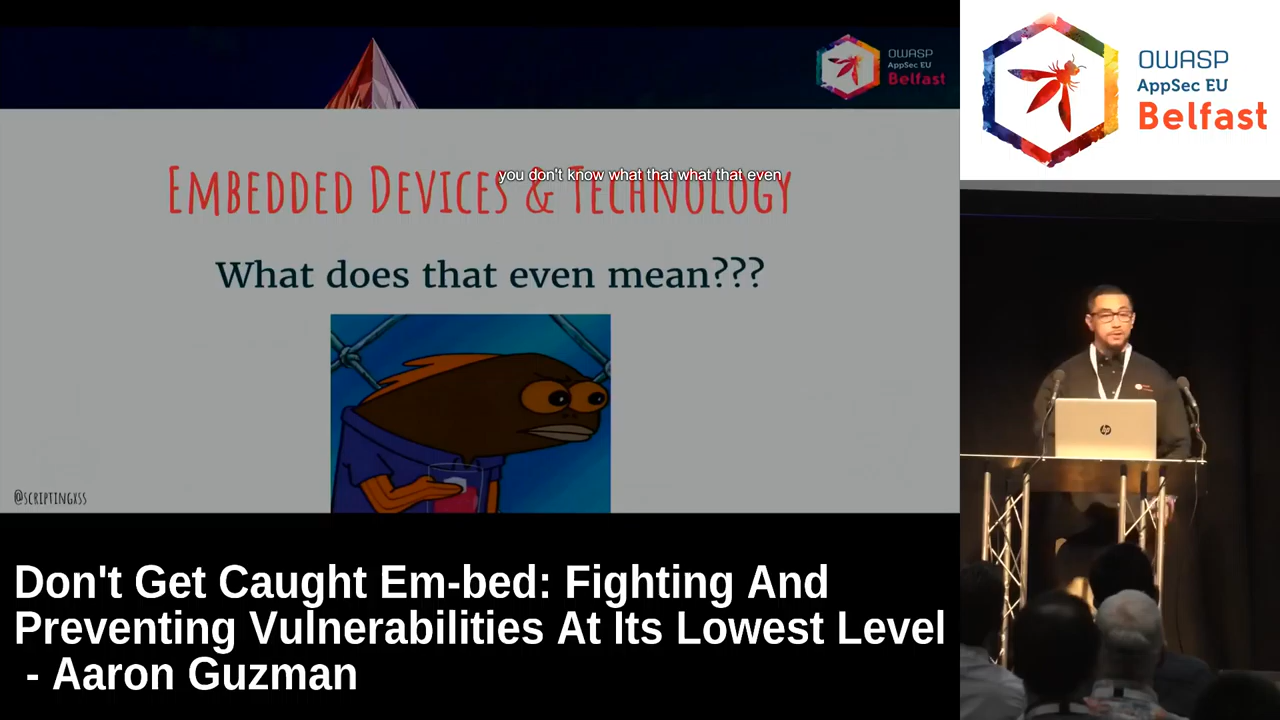 OWASP
AppSec EU
Belfast
EMBEDDED DEVICES & TECHNOLOGY
you don't know what that what that even
What does that even mean???
@SCRIPTINGXSS
OWASP
AppSec EU
Belfast
hp
Don't Get Caught Em-bed: Fighting And
Preventing Vulnerabilities At Its Lowest Level
- Aaron Guzman